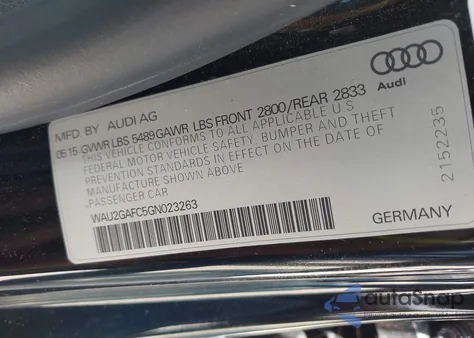 MFD. BY AUDI AG
05 15 GVWR LBS 5489 GAWR LBS FRONT 2800/REAR 2833
THIS VEHICLE CONFORMS TO ALL APPLICABLE U S
FEDERAL MOTOR VEHICLE SAFETY, BUMPER AND THEFT
PREVENTION STANDARDS IN EFFECT ON THE DATE OF
MANUFACTURE SHOWN ABOVE
PASSENGER CAR
WAU2GAFC5GN023263
Audi
2152235
GERMANY
autoSnap